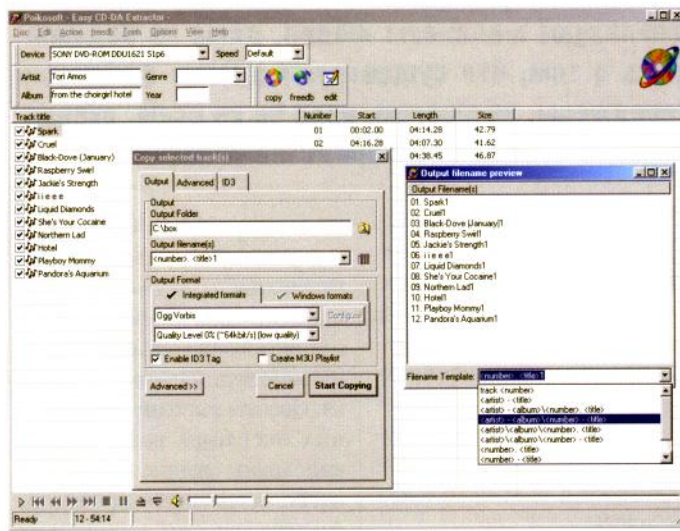 Poikosoft - Easy CD-DA Extractor -
Disc Edit Action freedb Tools Options View Help
Device SONY DVD-ROM DDU1621 S1p6 Speed Default
Artist Tori Amos Genre
Album from the choirgirl hotel Year
copy freedb edit
Track title Number Start Length Size
Spark 01 00:02.00 04:14.28 42.79
Cruel 02 04:16.28 04:07.30 41.62
Black-Dove (January) 04:38.45 46.87
Raspberry Swirl
Jackie's Strength
i i e e e
Liquid Diamonds
She's Your Cocaine
Northern Lad
Hotel
Playboy Mommy
Pandora's Aquarium
Copy selected track(s)
Output Advanced ID3
Output
Output Folder
C:\box
Output filename(s)
<number>. <title>1
Output Format
Integrated formats Windows formats
Ogg Vorbis Configure
Quality Level 0% (~64kbit/s) (low quality)
Enable ID3 Tag Create M3U Playlist
Advanced >> Cancel Start Copying
Output filename preview
Output Filename(s)
01. Spark1
02. Cruel1
03. Black-Dove (January)1
04. Raspberry Swirl1
05. Jackie's Strength1
06. i i e e e1
07. Liquid Diamonds1
08. She's Your Cocaine1
09. Northern Lad1
10. Hotel1
11. Playboy Mommy1
12. Pandora's Aquarium1
Filename Template: <number>. <title>1
track <number>
<artist> - <title>
<artist> - <album>\<number>. <title>
<artist> - <album>\<number> - <title>
<artist>\<album>\<number>. <title>
<artist>\<album>\<number> - <title>
<number>. <title>
<number> - <title>
Ready 12 - 54:14